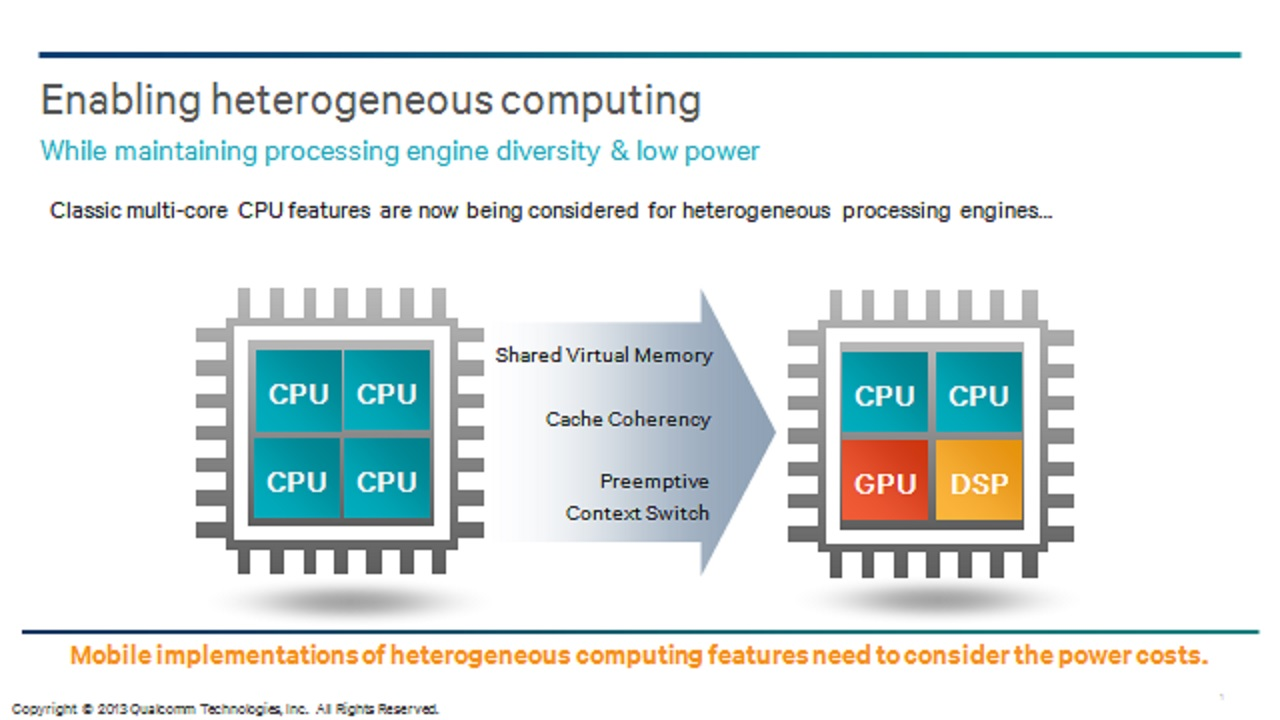 Enabling heterogeneous computing
While maintaining processing engine diversity & low power
Classic multi-core CPU features are now being considered for heterogeneous processing engines...
Shared Virtual Memory
Cache Coherency
Preemptive
Context Switch
CPU CPU
CPU CPU
CPU CPU
GPU DSP
Mobile implementations of heterogeneous computing features need to consider the power costs.
1
Copyright © 2013 Qualcomm Technologies, Inc. All Rights Reserved.